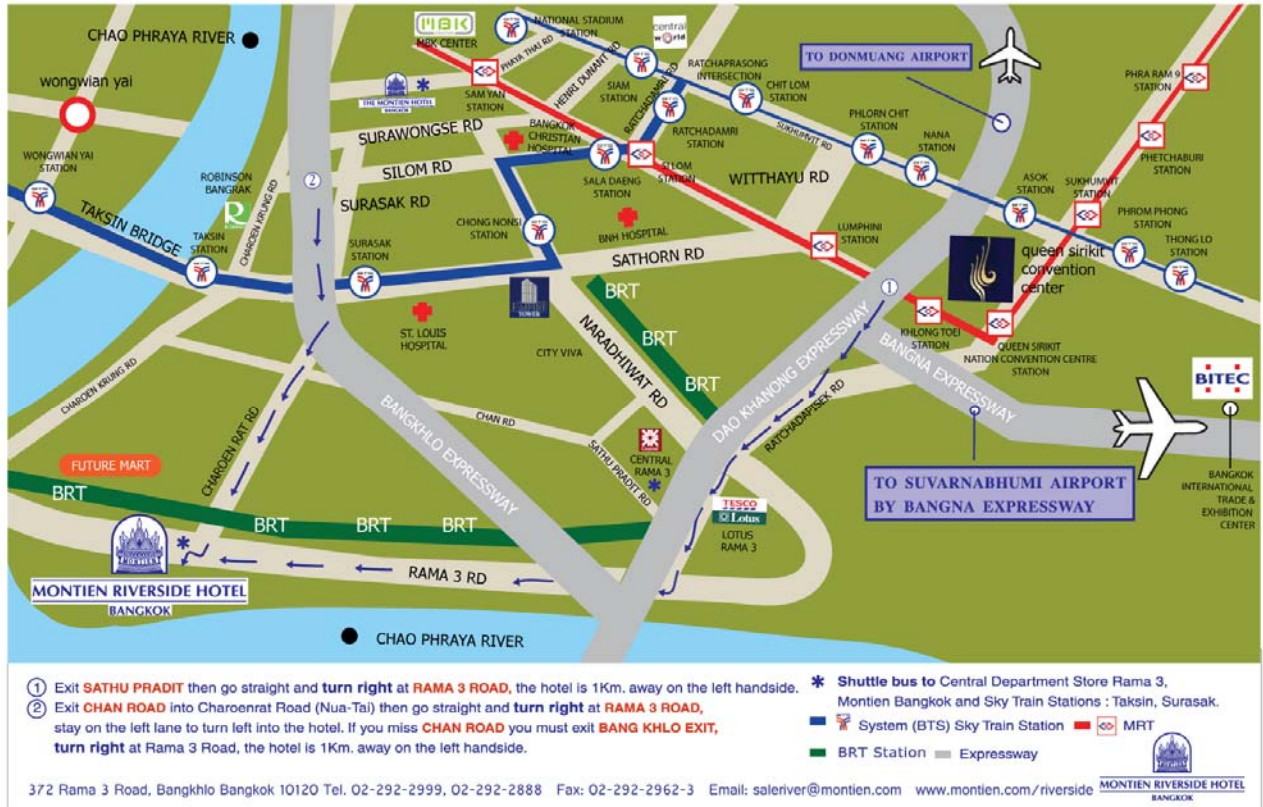 CHAO PHRAYA RIVER
MBK
MBK CENTER
NATIONAL STADIUM
STATION
central
world
TO DONMUANG AIRPORT
wongwian yai
PHAYA THAI RD
HENRI DUNANT RD
SIAM
STATION
RATCHADAMRI RD
RATCHAPRASONG
INTERSECTION
CHIT LOM
STATION
PHRA RAM 9
STATION
THE MONTIEN HOTEL
BANGKOK
SAM YAN
STATION
SURAWONGSE RD
BANGKOK
CHRISTIAN
HOSPITAL
RATCHADAMRI
STATION
SUKHUMVIT RD
PHLORN CHIT
STATION
NANA
STATION
PHETCHABURI
STATION
WONGWIAN YAI
STATION
ROBINSON
BANGRAK
SILOM RD
SILOM
STATION
SALA DAENG
STATION
WITTHAYU RD
ASOK
STATION
SUKHUMVIT
STATION
2
TAKSIN BRIDGE
CHAROEN KRUNG RD
SURASAK RD
CHONG NONSI
STATION
BNH HOSPITAL
LUMPHINI
STATION
PHROM PHONG
STATION
THONG LO
STATION
TAKSIN
STATION
SURASAK
STATION
SATHORN RD
queen sirikit
convention
center
ST. LOUIS
HOSPITAL
TOWER
BRT
1
CITY VIVA
NARADHIWAT RD
BRT
KHLONG TOEI
STATION
QUEEN SIRIKIT
NATION CONVENTION CENTRE
STATION
BRT
DAO KHANONG EXPRESSWAY
BANGNA EXPRESSWAY
BITEC
CHAROEN KRUNG RD
CHAROEN RAT RD
BANGKHLO EXPRESSWAY
CHAN RD
SATHU PRADIT RD
RATCHADAPISEK RD
CENTRAL
RAMA 3
FUTURE MART
BRT
TESCO
Lotus
LOTUS
RAMA 3
TO SUVARNABHUMI AIRPORT
BY BANGNA EXPRESSWAY
BANGKOK
INTERNATIONAL
TRADE &
EXHIBITION
CENTER
BRT BRT BRT
MONTIEN
MONTIEN RIVERSIDE HOTEL
BANGKOK
RAMA 3 RD
CHAO PHRAYA RIVER
1 Exit SATHU PRADIT then go straight and turn right at RAMA 3 ROAD, the hotel is 1Km. away on the left handside.
2 Exit CHAN ROAD into Charoenrat Road (Nua-Tai) then go straight and turn right at RAMA 3 ROAD,
stay on the left lane to turn left into the hotel. If you miss CHAN ROAD you must exit BANG KHLO EXIT,
turn right at Rama 3 Road, the hotel is 1Km. away on the left handside.
* Shuttle bus to Central Department Store Rama 3,
Montien Bangkok and Sky Train Stations : Taksin, Surasak.
System (BTS) Sky Train Station MRT
BRT Station Expressway
372 Rama 3 Road, Bangkhlo Bangkok 10120 Tel. 02-292-2999, 02-292-2888 Fax: 02-292-2962-3 Email: saleriver@montien.com www.montien.com/riverside
MONTIEN RIVERSIDE HOTEL
BANGKOK